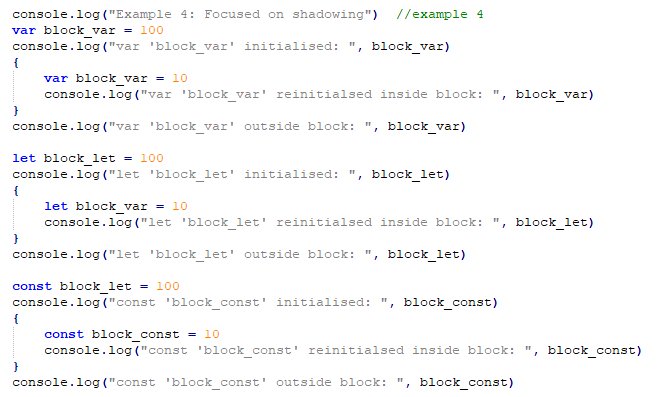 console.log("Example 4: Focused on shadowing")  //example 4
var block_var = 100
console.log("var 'block_var' initialised: ", block_var)
{
    var block_var = 10
    console.log("var 'block_var' reinitialsed inside block: ", block_var)
}
console.log("var 'block_var' outside block: ", block_var)

let block_let = 100
console.log("let 'block_let' initialised: ", block_let)
{
    let block_var = 10
    console.log("let 'block_let' reinitialsed inside block: ", block_let)
}
console.log("let 'block_let' outside block: ", block_let)

const block_let = 100
console.log("const 'block_const' initialised: ", block_const)
{
    const block_const = 10
    console.log("const 'block_const' reinitialsed inside block: ", block_const)
}
console.log("const 'block_const' outside block: ", block_const)